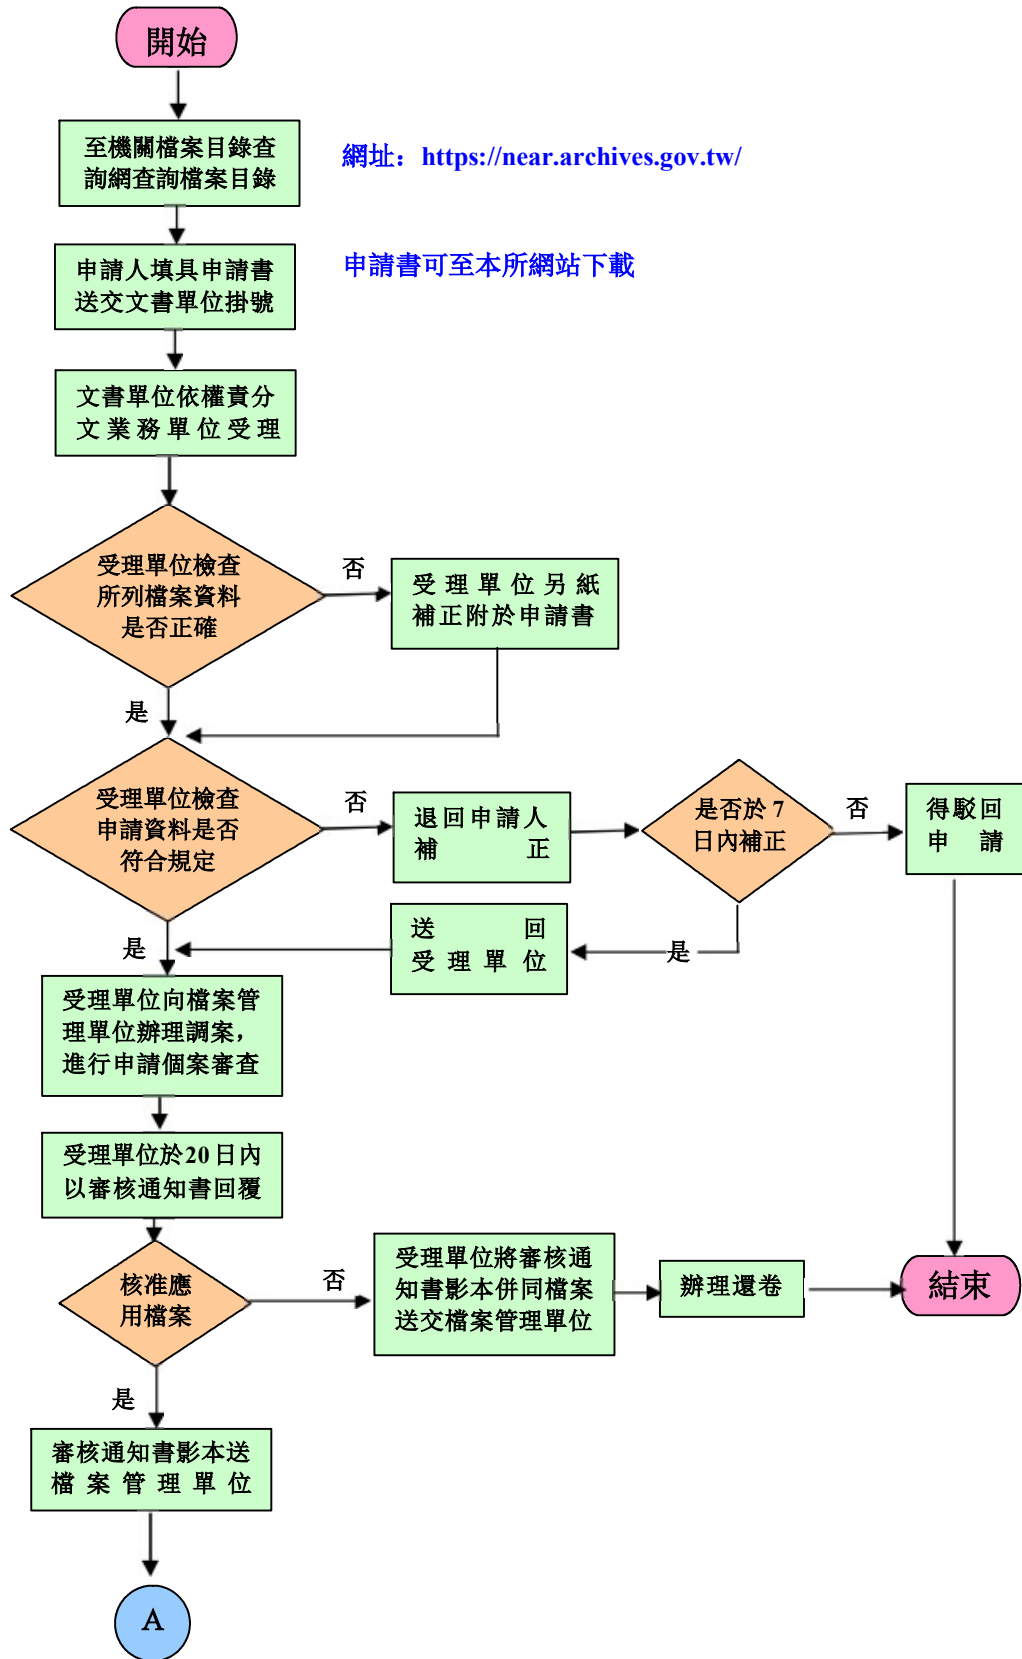 開始
至機關檔案目錄查
詢網查詢檔案目錄
網址：https://near.archives.gov.tw/
申請人填具申請書
送交文書單位掛號
申請書可至本所網站下載
文書單位依權責分
文業務單位受理
受理單位檢查
所列檔案資料
是否正確
否
受理單位另紙
補正附於申請書
是
受理單位檢查
申請資料是否
符合規定
否
退回申請人
補正
是否於 7
日內補正
否
得駁回
申請
是
送回
受理單位
是
受理單位向檔案管
理單位辦理調案，
進行申請個案審查
受理單位於20日內
以審核通知書回覆
核准應
用檔案
否
受理單位將審核通
知書影本併同檔案
送交檔案管理單位
辦理還卷
結束
是
審核通知書影本送
檔案管理單位
A